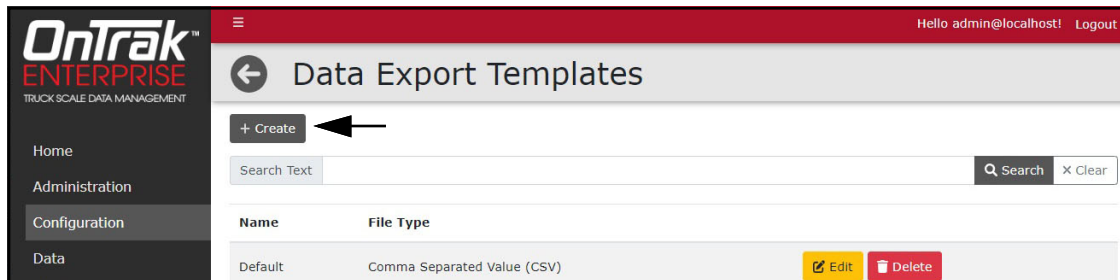 OnTrak™
ENTERPRISE
TRUCK SCALE DATA MANAGEMENT
Home
Administration
Configuration
Data
Hello admin@localhost! Logout
Data Export Templates
+ Create
Search Text Search × Clear
Name File Type
Default Comma Separated Value (CSV) Edit Delete